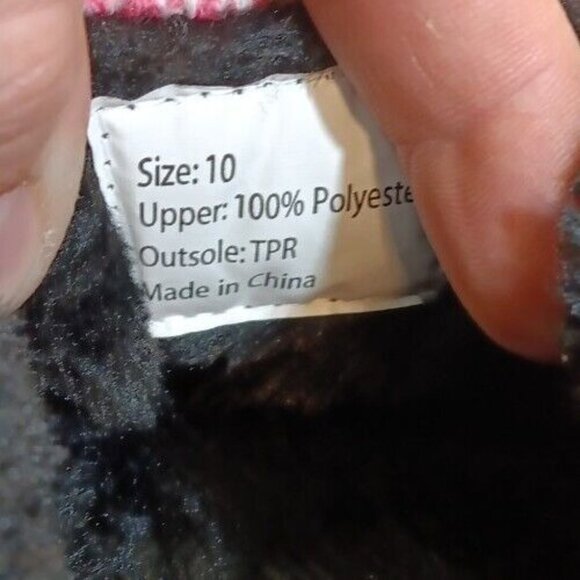 Size: 10
Upper: 100% Polyeste
Outsole: TPR
Made in China